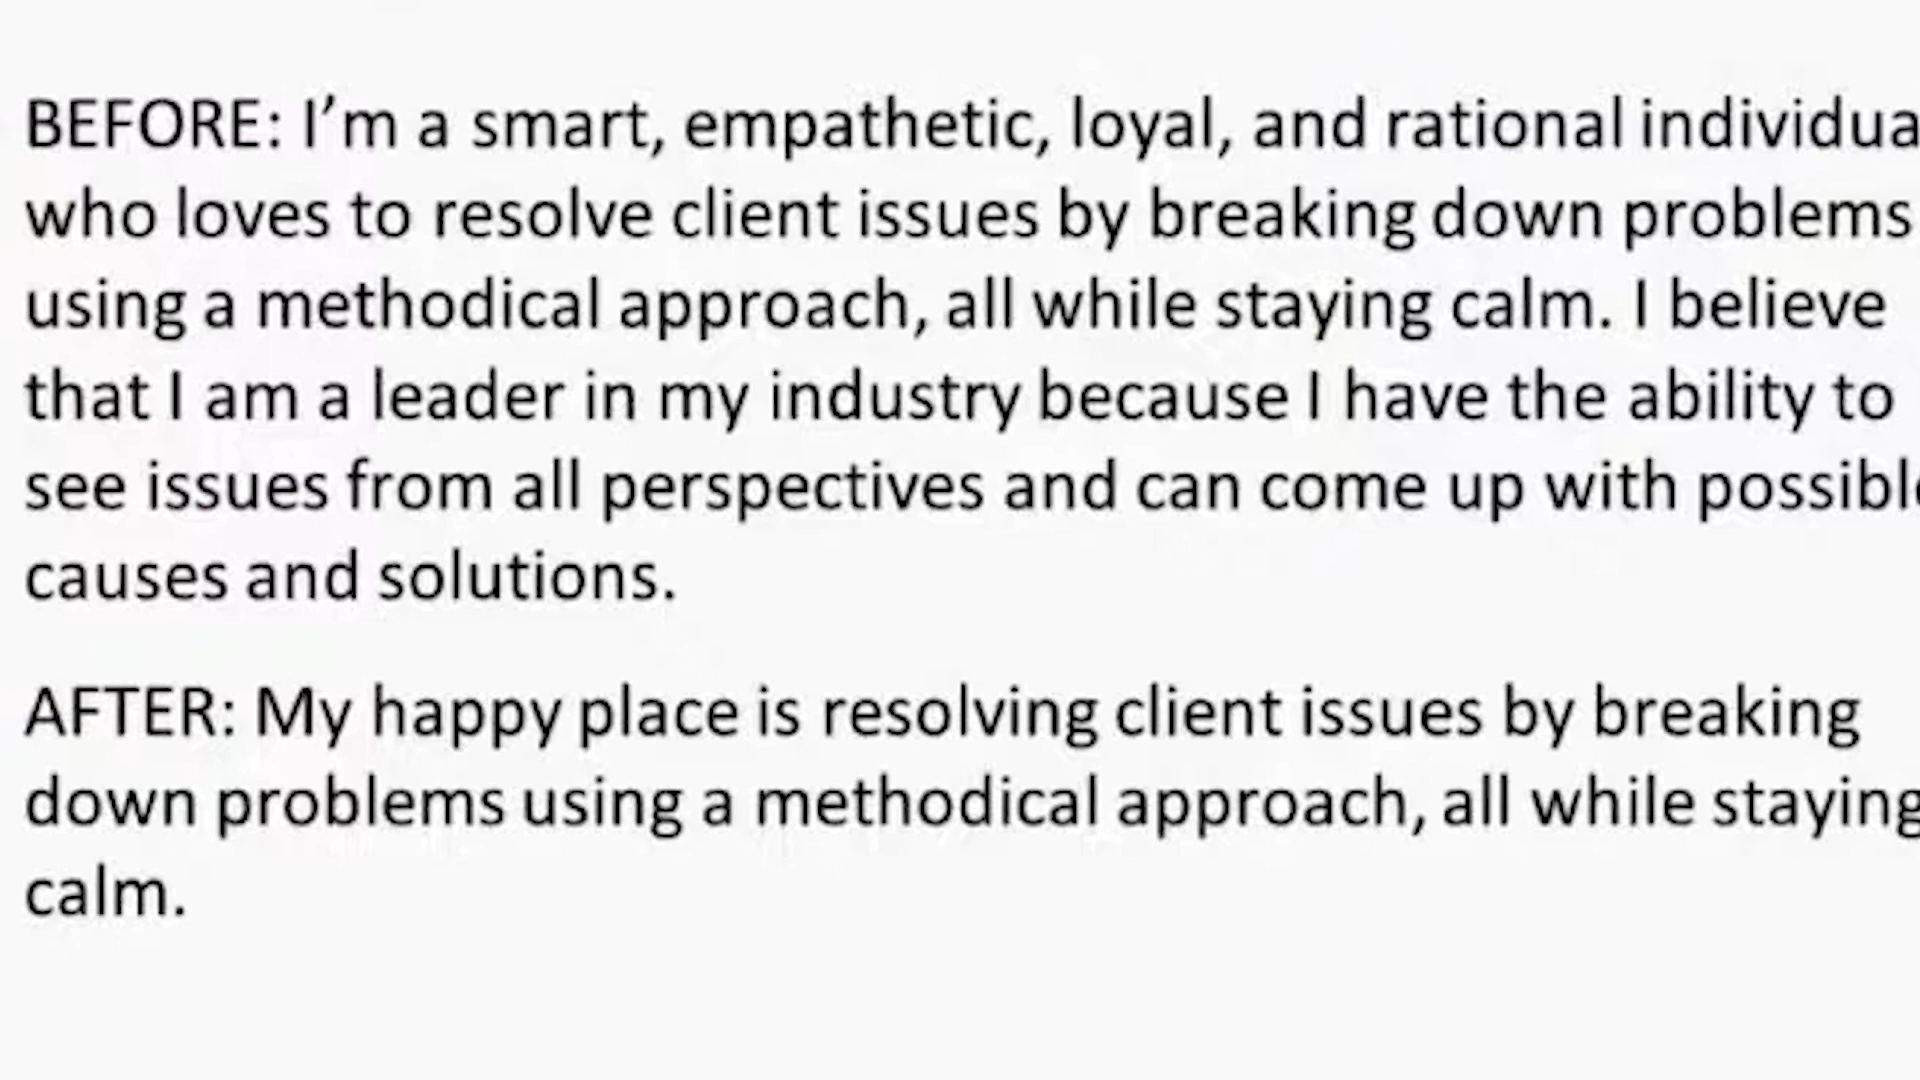 BEFORE: I’m a smart, empathetic, loyal, and rational individua
who loves to resolve client issues by breaking down problems
using a methodical approach, all while staying calm. I believe
that I am a leader in my industry because I have the ability to
see issues from all perspectives and can come up with possible
causes and solutions.
AFTER: My happy place is resolving client issues by breaking
down problems using a methodical approach, all while staying
calm.